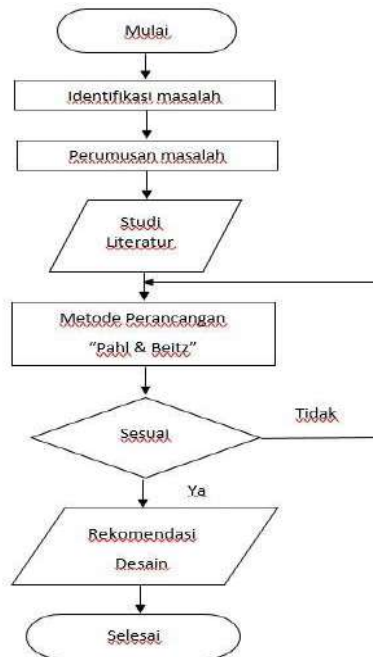 Mulai
Identifikasi masalah
Perumusan masalah
Studi
Literatur
Metode Perancangan
“Pahl & Beitz”
Sesuai
Tidak
Ya
Rekomendasi
Desain
Selesai